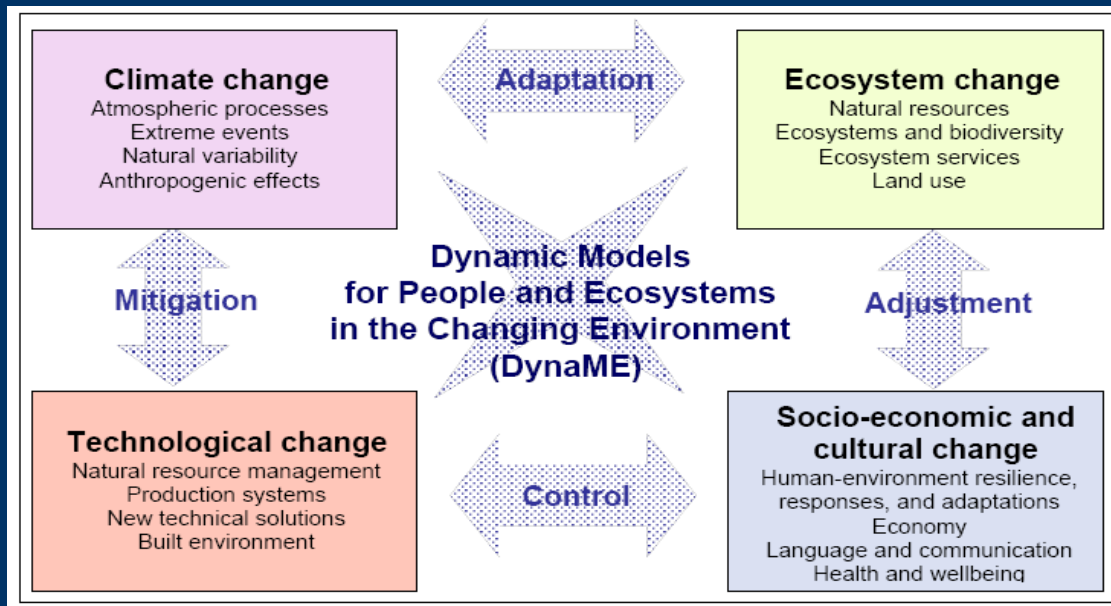 Climate change
Atmospheric processes
Extreme events
Natural variability
Anthropogenic effects
Adaptation
Ecosystem change
Natural resources
Ecosystems and biodiversity
Ecosystem services
Land use
Mitigation
Dynamic Models
for People and Ecosystems
in the Changing Environment
(DynaME)
Adjustment
Technological change
Natural resource management
Production systems
New technical solutions
Built environment
Control
Socio-economic and
cultural change
Human-environment resilience,
responses, and adaptations
Economy
Language and communication
Health and wellbeing